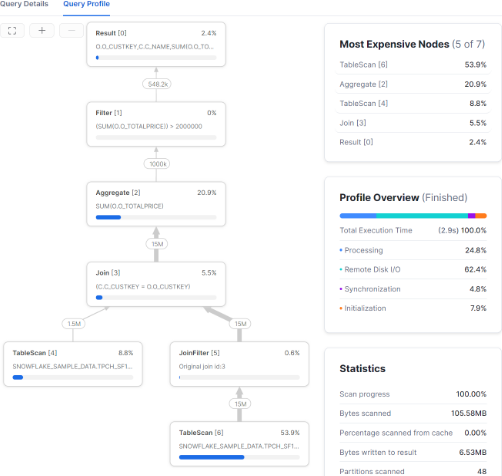 Query Details
Query Profile
Result [0] 2.4%
O.O_CUSTKEY,C.C_NAME,SUM(O.O_TO...
548.2k
Filter [1] 0%
(SUM(O.O_TOTALPRICE)) > 2000000
1000k
Aggregate [2] 20.9%
SUM(O.O_TOTALPRICE)
15M
Join [3] 5.5%
(C.C_CUSTKEY = O.O_CUSTKEY)
1.5M
15M
TableScan [4] 8.8%
SNOWFLAKE_SAMPLE_DATA.TPCH_SF1...
JoinFilter [5] 0.6%
Original join id:3
15M
TableScan [6] 53.9%
SNOWFLAKE_SAMPLE_DATA.TPCH_SF1...
Most Expensive Nodes (5 of 7)
TableScan [6] 53.9%
Aggregate [2] 20.9%
TableScan [4] 8.8%
Join [3] 5.5%
Result [0] 2.4%
Profile Overview (Finished)
Total Execution Time (2.9s) 100.0%
Processing 24.8%
Remote Disk I/O 62.4%
Synchronization 4.8%
Initialization 7.9%
Statistics
Scan progress 100.00%
Bytes scanned 105.58MB
Percentage scanned from cache 0.00%
Bytes written to result 6.53MB
Partitions scanned 48